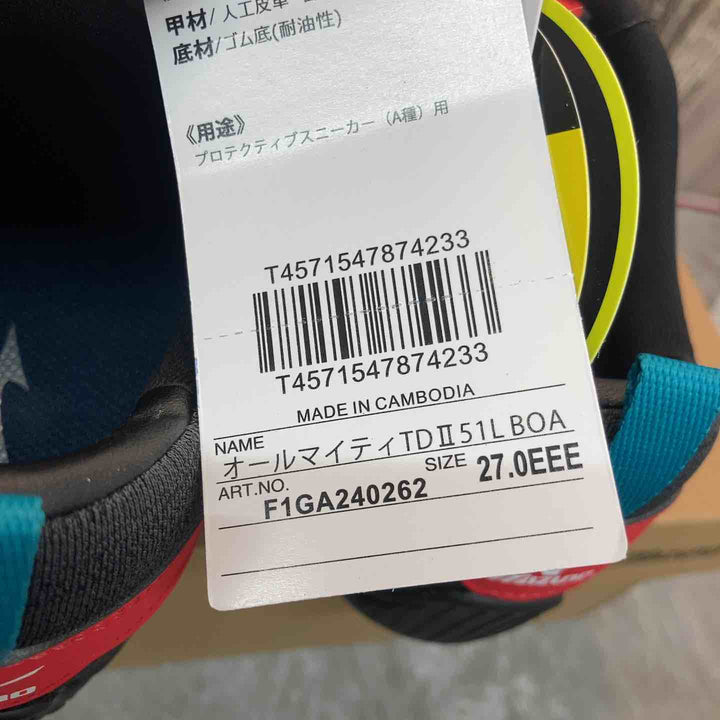 甲材/人工皮革
底材/ゴム底(耐油性)
《用途》
プロテクティブスニーカー（A種）用
T4571547874233
T4571547874233
MADE IN CAMBODIA
NAME オールマイティTDⅡ51L BOA
ART.NO. F1GA240262 SIZE 27.0EEE